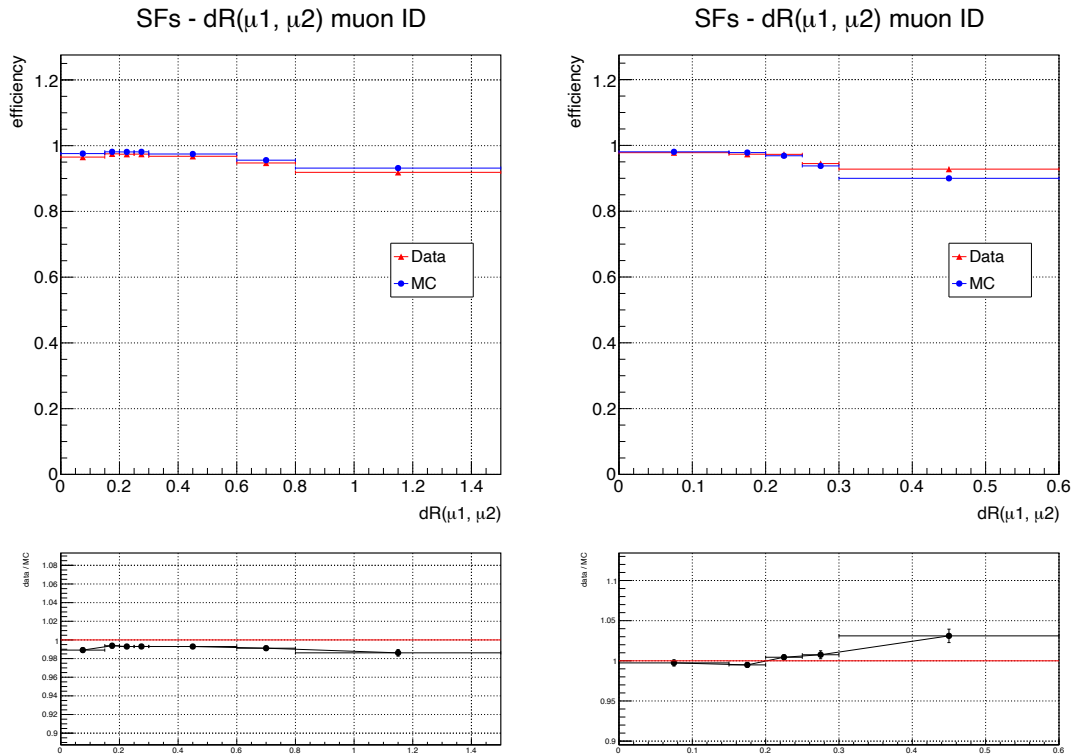 SFs - dR(μ1, μ2) muon ID
efficiency
1.2
1
0.8
0.6
0.4
0.2
0
Data
MC
0 0.2 0.4 0.6 0.8 1 1.2 1.4
dR(μ1, μ2)
data / MC
1.08
1.06
1.04
1.02
1
0.98
0.96
0.94
0.92
0.9
0 0.2 0.4 0.6 0.8 1 1.2 1.4
SFs - dR(μ1, μ2) muon ID
efficiency
1.2
1
0.8
0.6
0.4
0.2
0
Data
MC
0 0.1 0.2 0.3 0.4 0.5 0.6
dR(μ1, μ2)
data / MC
1.1
1.05
1
0.95
0.9
0 0.1 0.2 0.3 0.4 0.5 0.6